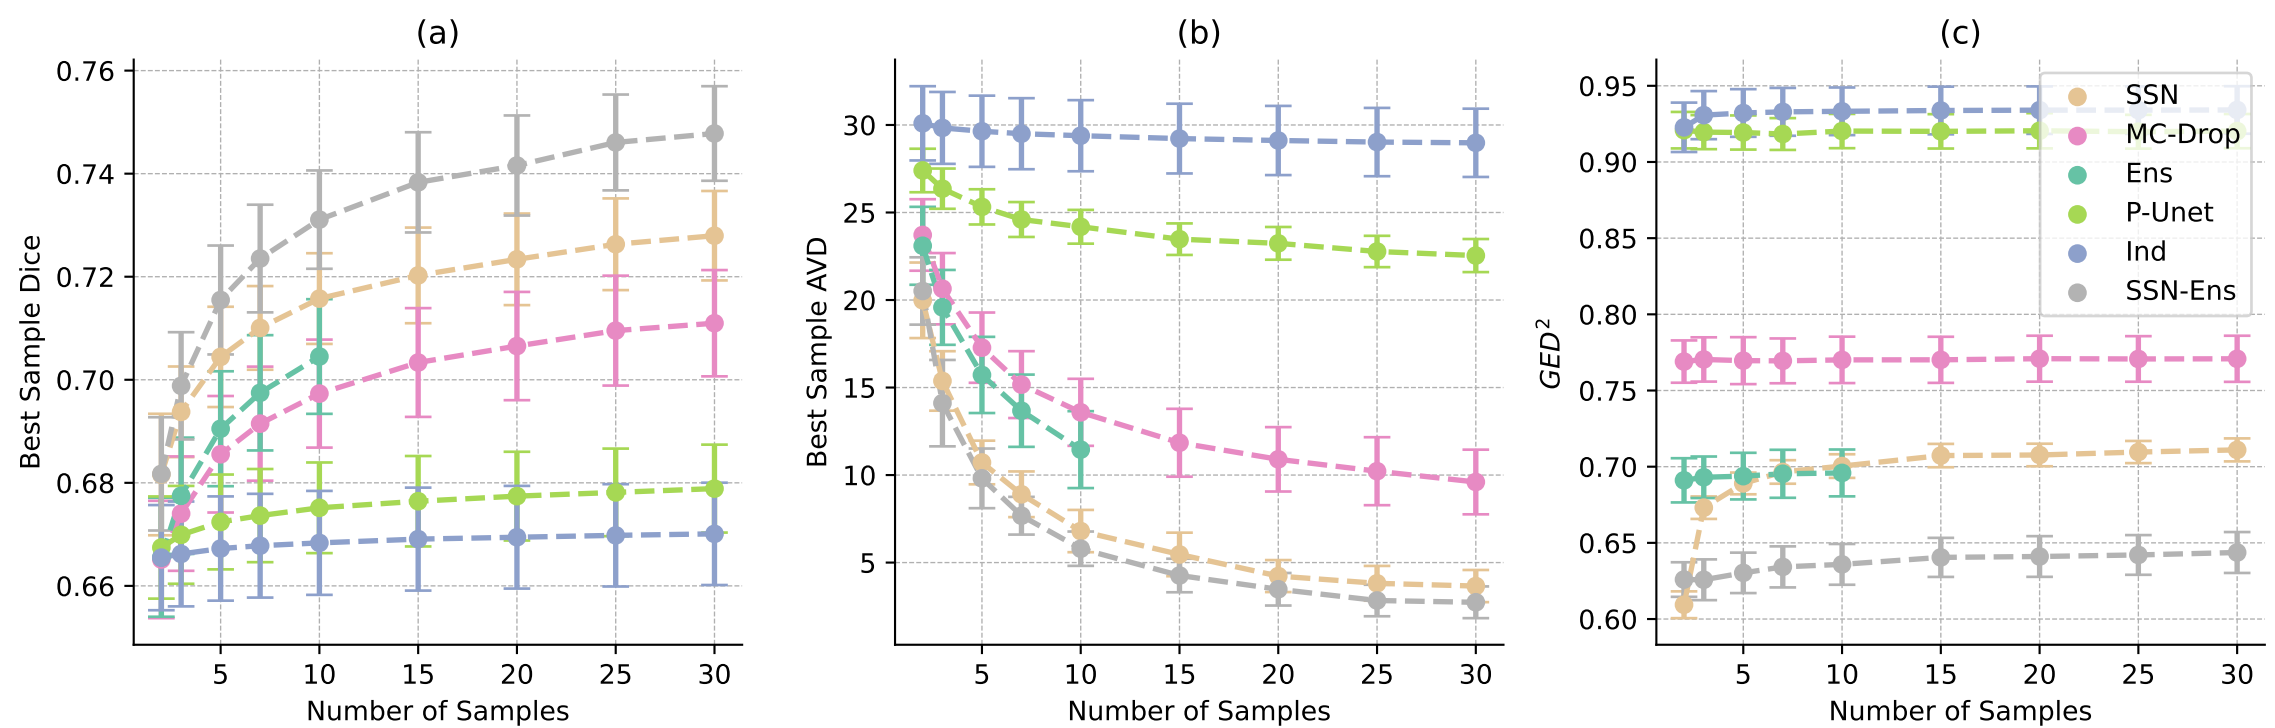 (a)
0.76
0.74
0.72
0.70
0.68
0.66
Best Sample Dice
5 10 15 20 25 30
Number of Samples
(b)
30
25
20
15
10
5
Best Sample AVD
5 10 15 20 25 30
Number of Samples
(c)
0.95
0.90
0.85
0.80
0.75
0.70
0.65
0.60
GED²
5 10 15 20 25 30
Number of Samples
SSN
MC-Drop
Ens
P-Unet
Ind
SSN-Ens